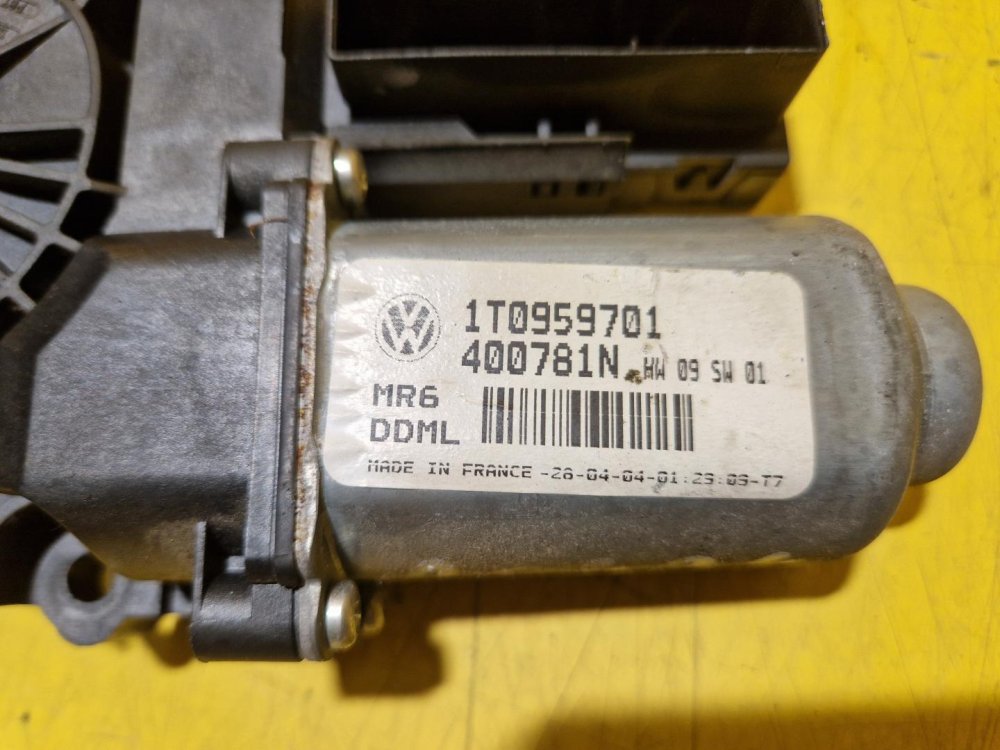 1T0959701
400781N HW 09 SW 01
MR6
DDML
MADE IN FRANCE -28-04-04-01:29:09-T7